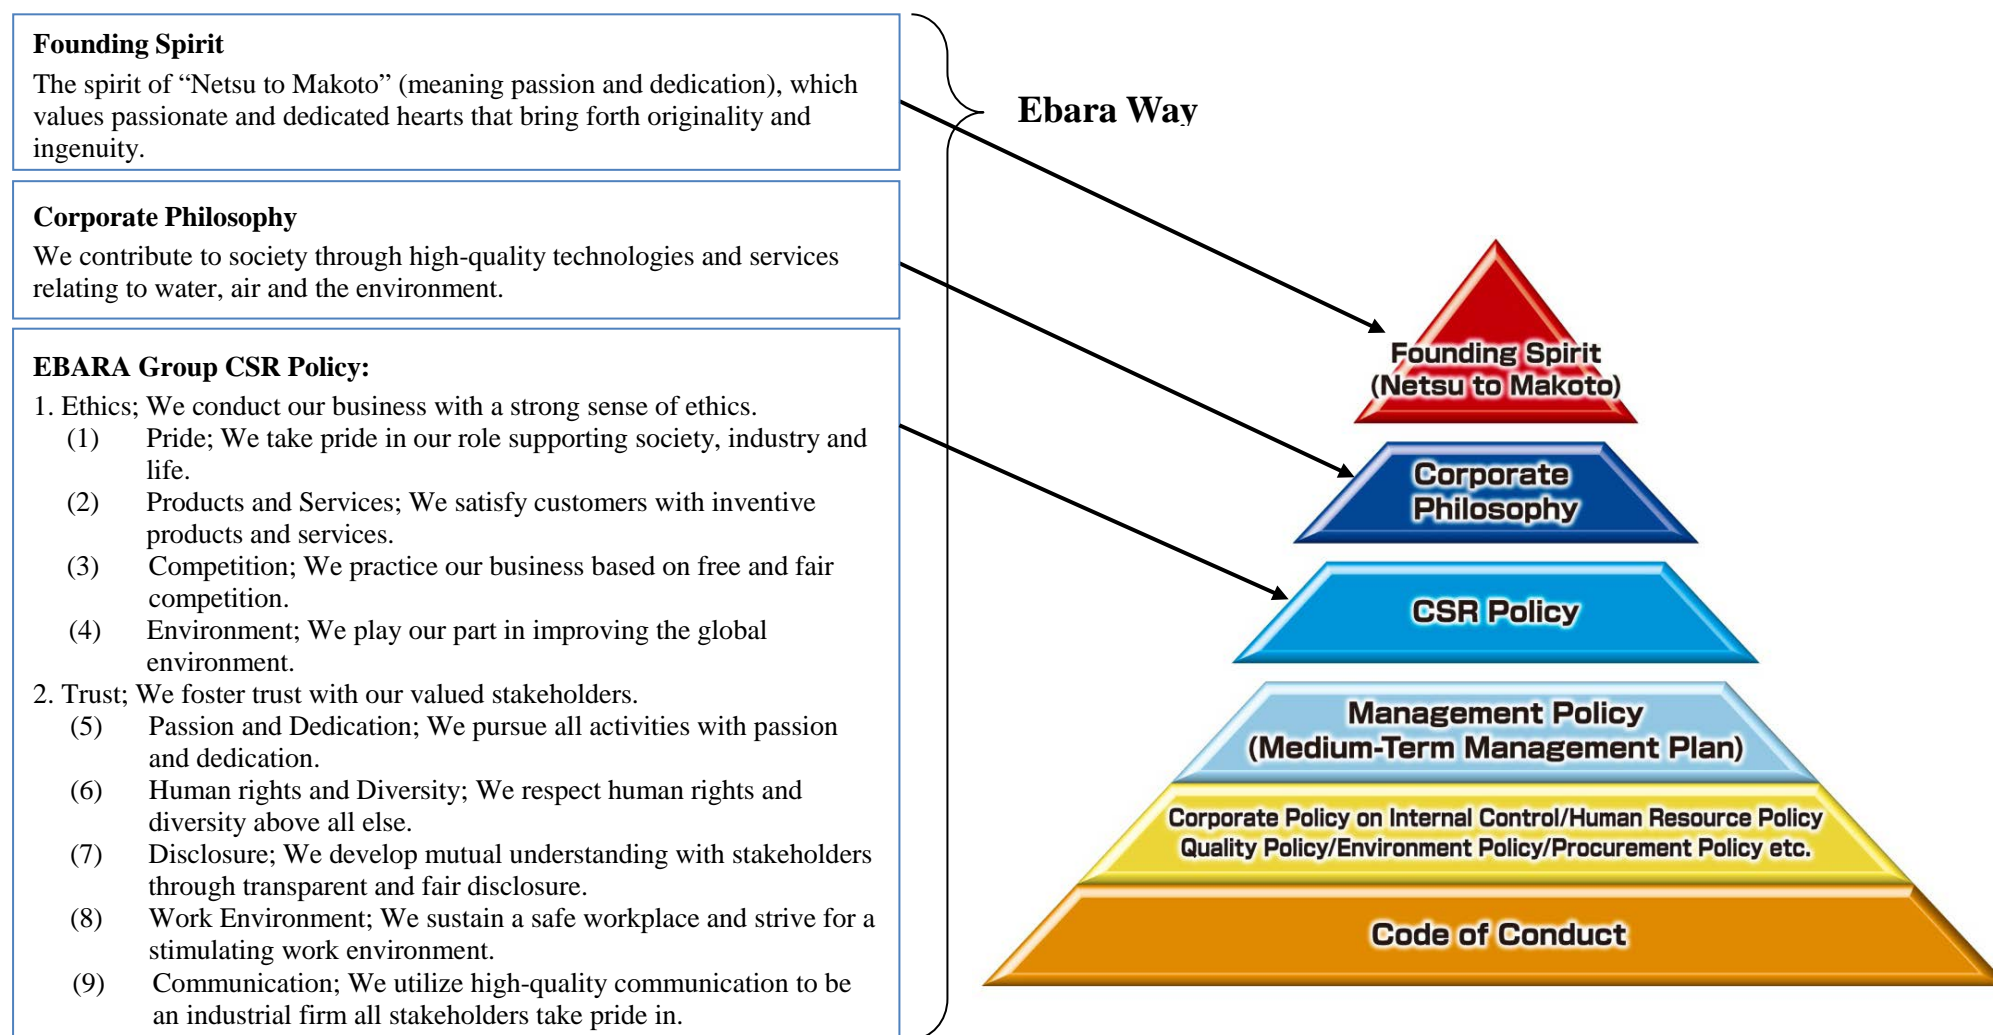 Founding Spirit
The spirit of “Netsu to Makoto” (meaning passion and dedication), which
values passionate and dedicated hearts that bring forth originality and
ingenuity.
Corporate Philosophy
We contribute to society through high-quality technologies and services
relating to water, air and the environment.
EBARA Group CSR Policy:
1. Ethics; We conduct our business with a strong sense of ethics.
(1) Pride; We take pride in our role supporting society, industry and
life.
(2) Products and Services; We satisfy customers with inventive
products and services.
(3) Competition; We practice our business based on free and fair
competition.
(4) Environment; We play our part in improving the global
environment.
2. Trust; We foster trust with our valued stakeholders.
(5) Passion and Dedication; We pursue all activities with passion
and dedication.
(6) Human rights and Diversity; We respect human rights and
diversity above all else.
(7) Disclosure; We develop mutual understanding with stakeholders
through transparent and fair disclosure.
(8) Work Environment; We sustain a safe workplace and strive for a
stimulating work environment.
(9) Communication; We utilize high-quality communication to be
an industrial firm all stakeholders take pride in.
Ebara Way
Founding Spirit
(Netsu to Makoto)
Corporate
Philosophy
CSR Policy
Management Policy
(Medium-Term Management Plan)
Corporate Policy on Internal Control/Human Resource Policy
Quality Policy/Environment Policy/Procurement Policy etc.
Code of Conduct